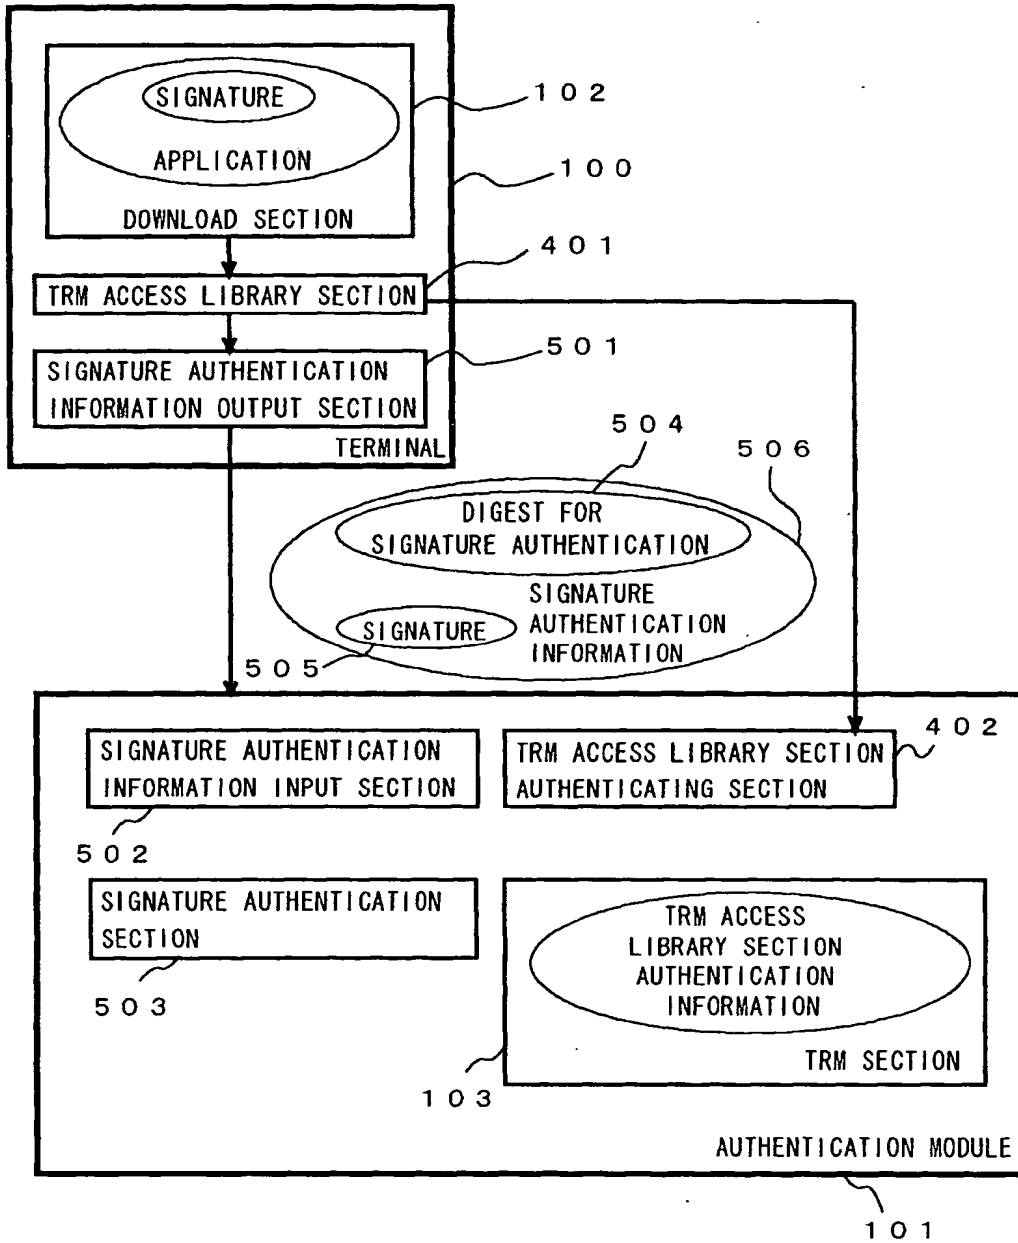 SIGNATURE
102
APPLICATION
100
DOWNLOAD SECTION
401
TRM ACCESS LIBRARY SECTION
501
SIGNATURE AUTHENTICATION
INFORMATION OUTPUT SECTION
TERMINAL
504
506
DIGEST FOR
SIGNATURE AUTHENTICATION
SIGNATURE
AUTHENTICATION
INFORMATION
SIGNATURE
505
SIGNATURE AUTHENTICATION
INFORMATION INPUT SECTION
502
TRM ACCESS LIBRARY SECTION
AUTHENTICATING SECTION
402
SIGNATURE AUTHENTICATION
SECTION
503
TRM ACCESS
LIBRARY SECTION
AUTHENTICATION
INFORMATION
TRM SECTION
103
AUTHENTICATION MODULE
101